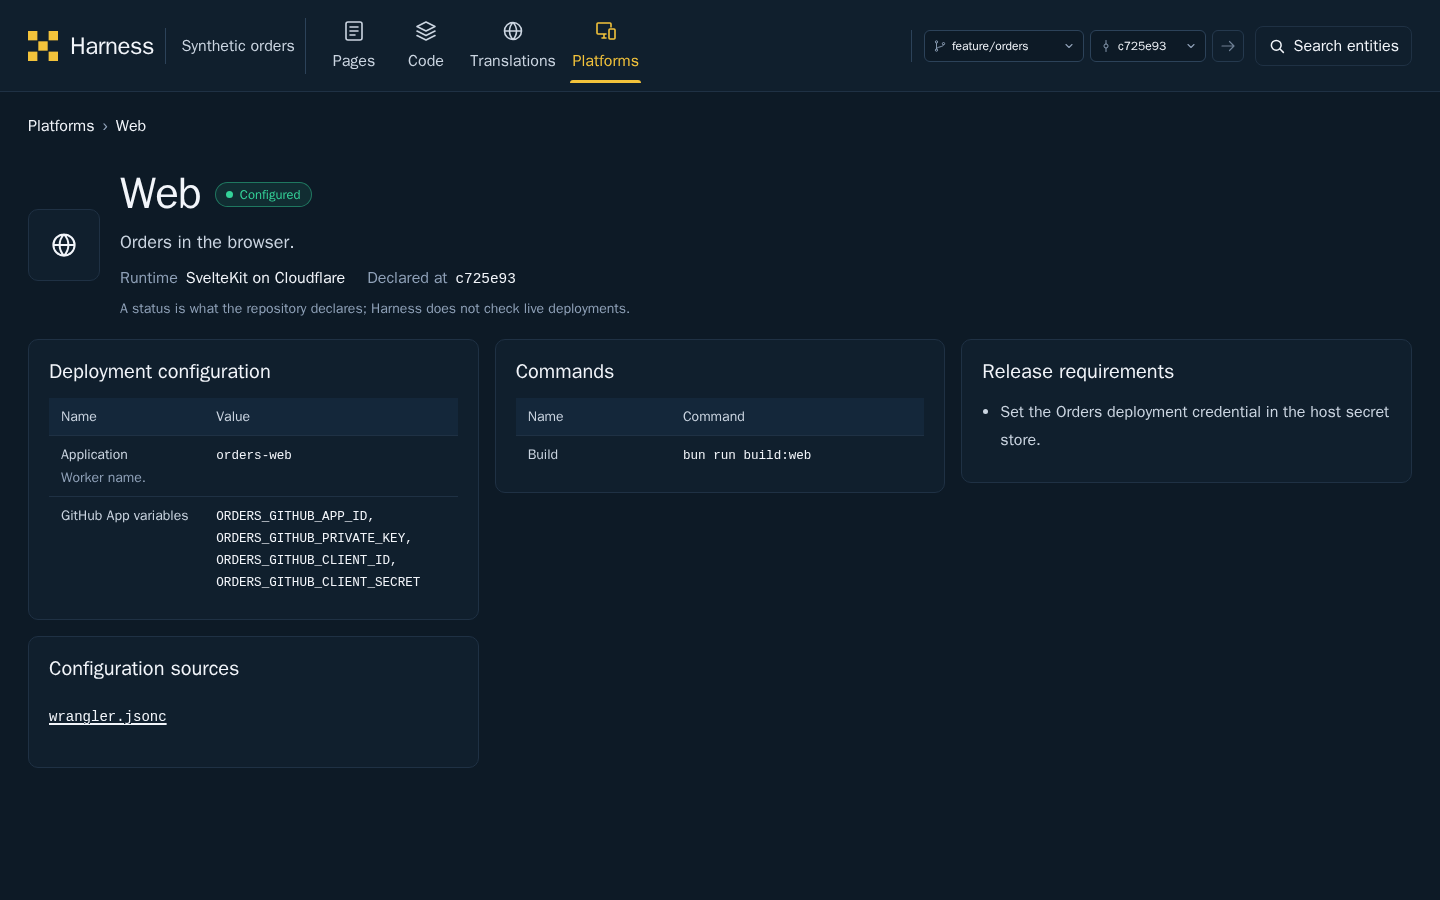 Harness
Synthetic orders
Pages
Code
Translations
Platforms
feature/orders
c725e93
Search entities
Platforms › Web
Web
Configured
Orders in the browser.
Runtime SvelteKit on Cloudflare Declared at c725e93
A status is what the repository declares; Harness does not check live deployments.
Deployment configuration
Name Value
Application orders-web
Worker name.
GitHub App variables ORDERS_GITHUB_APP_ID,
ORDERS_GITHUB_PRIVATE_KEY,
ORDERS_GITHUB_CLIENT_ID,
ORDERS_GITHUB_CLIENT_SECRET
Commands
Name Command
Build bun run build:web
Release requirements
• Set the Orders deployment credential in the host secret
store.
Configuration sources
wrangler.jsonc